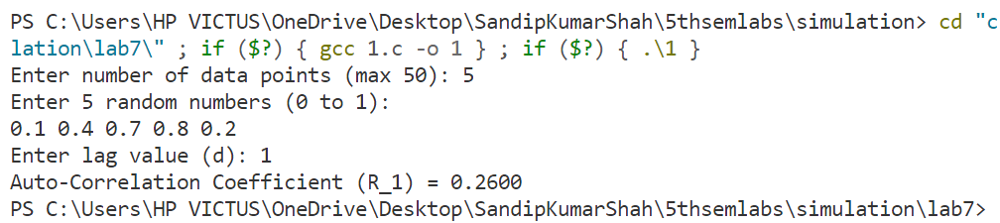 PS C:\Users\HP VICTUS\OneDrive\Desktop\SandipKumarShah\5thsemlabs\simulation> cd "c
lation\lab7\" ; if ($?) { gcc 1.c -o 1 } ; if ($?) { .\1 }
Enter number of data points (max 50): 5
Enter 5 random numbers (0 to 1):
0.1 0.4 0.7 0.8 0.2
Enter lag value (d): 1
Auto-Correlation Coefficient (R_1) = 0.2600
PS C:\Users\HP VICTUS\OneDrive\Desktop\SandipKumarShah\5thsemlabs\simulation\lab7>